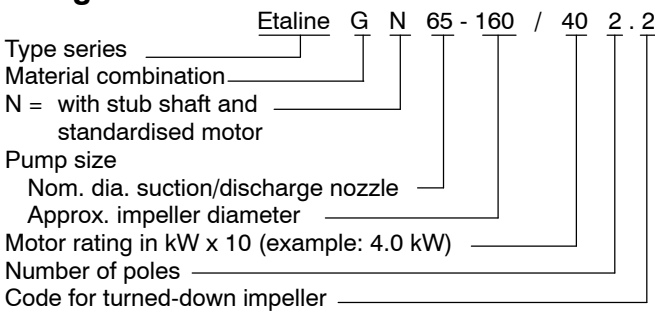 Etaline G N 65 - 160 / 40 2 . 2
Type series
Material combination
N = with stub shaft and
standardised motor
Pump size
Nom. dia. suction/discharge nozzle
Approx. impeller diameter
Motor rating in kW x 10 (example: 4.0 kW)
Number of poles
Code for turned-down impeller